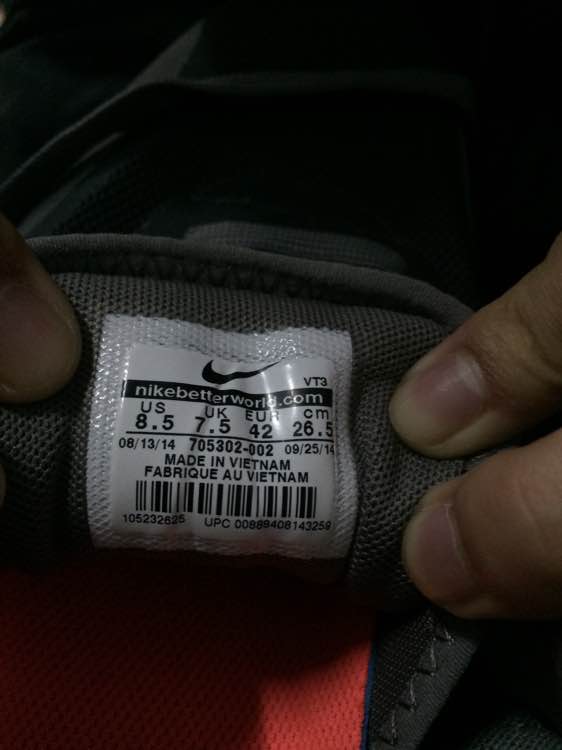 VT3
nikebetterworld.com
US UK EUR cm
8.5 7.5 42 26.5
08/13/14 705302-002 09/25/14
MADE IN VIETNAM
FABRIQUE AU VIETNAM
105232625 UPC 00889408143259